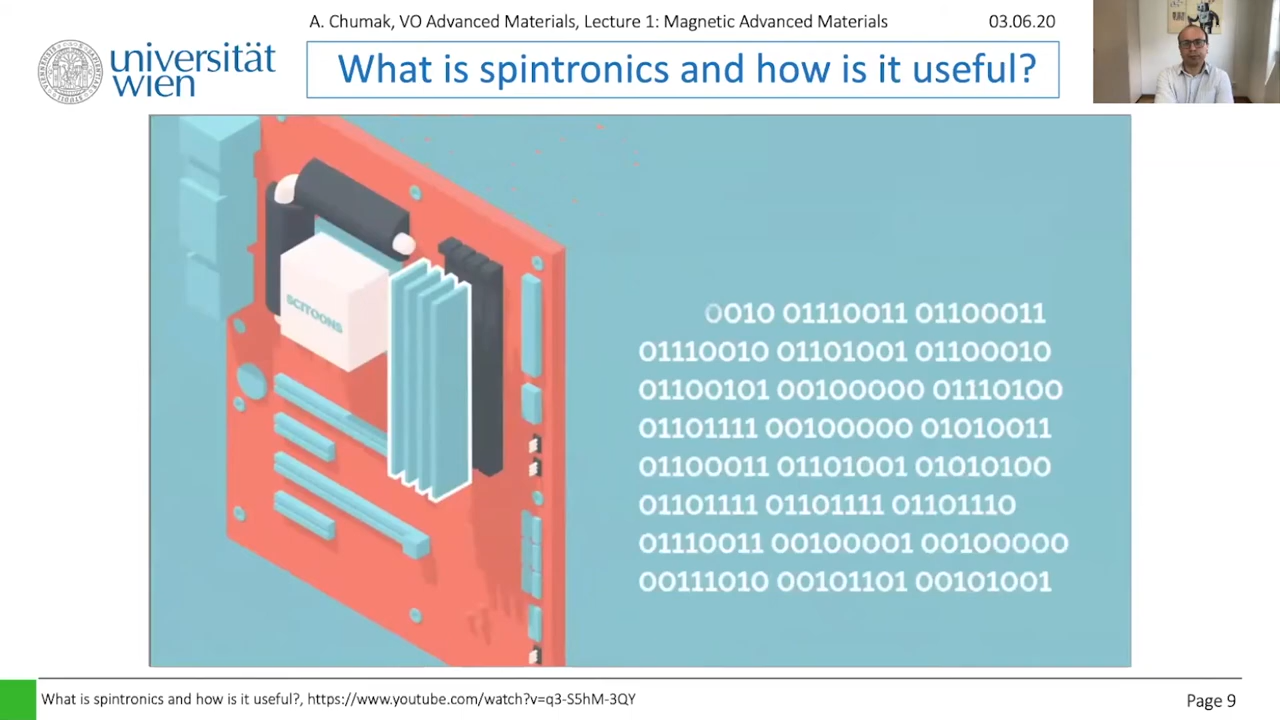 A. Chumak, VO Advanced Materials, Lecture 1: Magnetic Advanced Materials 03.06.20
universität
wien
What is spintronics and how is it useful?
SCITOONS
0010 01110011 01100011
01110010 01101001 01100010
01100101 00100000 01110100
01101111 00100000 01010011
01100011 01101001 01010100
01101111 01101111 01101110
01110011 00100001 00100000
00111010 00101101 00101001
What is spintronics and how is it useful?, https://www.youtube.com/watch?v=q3-S5hM-3QY
Page 9